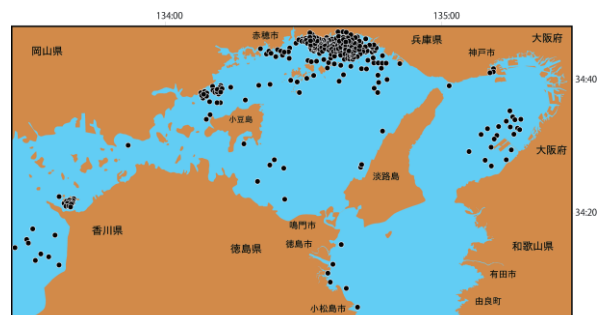 134:00
135:00
赤穂市
兵庫県
大阪府
岡山県
神戸市
34:40
小豆島
大阪府
淡路島
34:20
鳴門市
香川県
徳島県
徳島市
和歌山県
有田市
由良町
小松島市